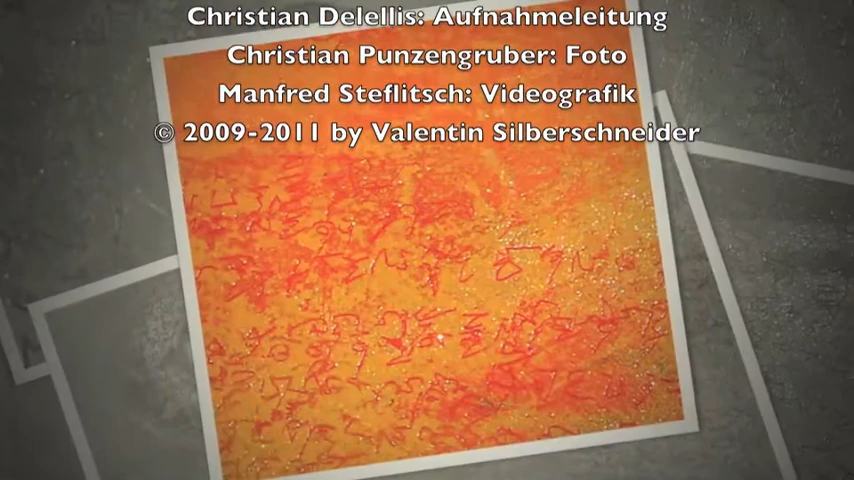 Christian Delellis: Aufnahmeleitung
Christian Punzengruber: Foto
Manfred Steflitsch: Videografik
© 2009-2011 by Valentin Silberschneider